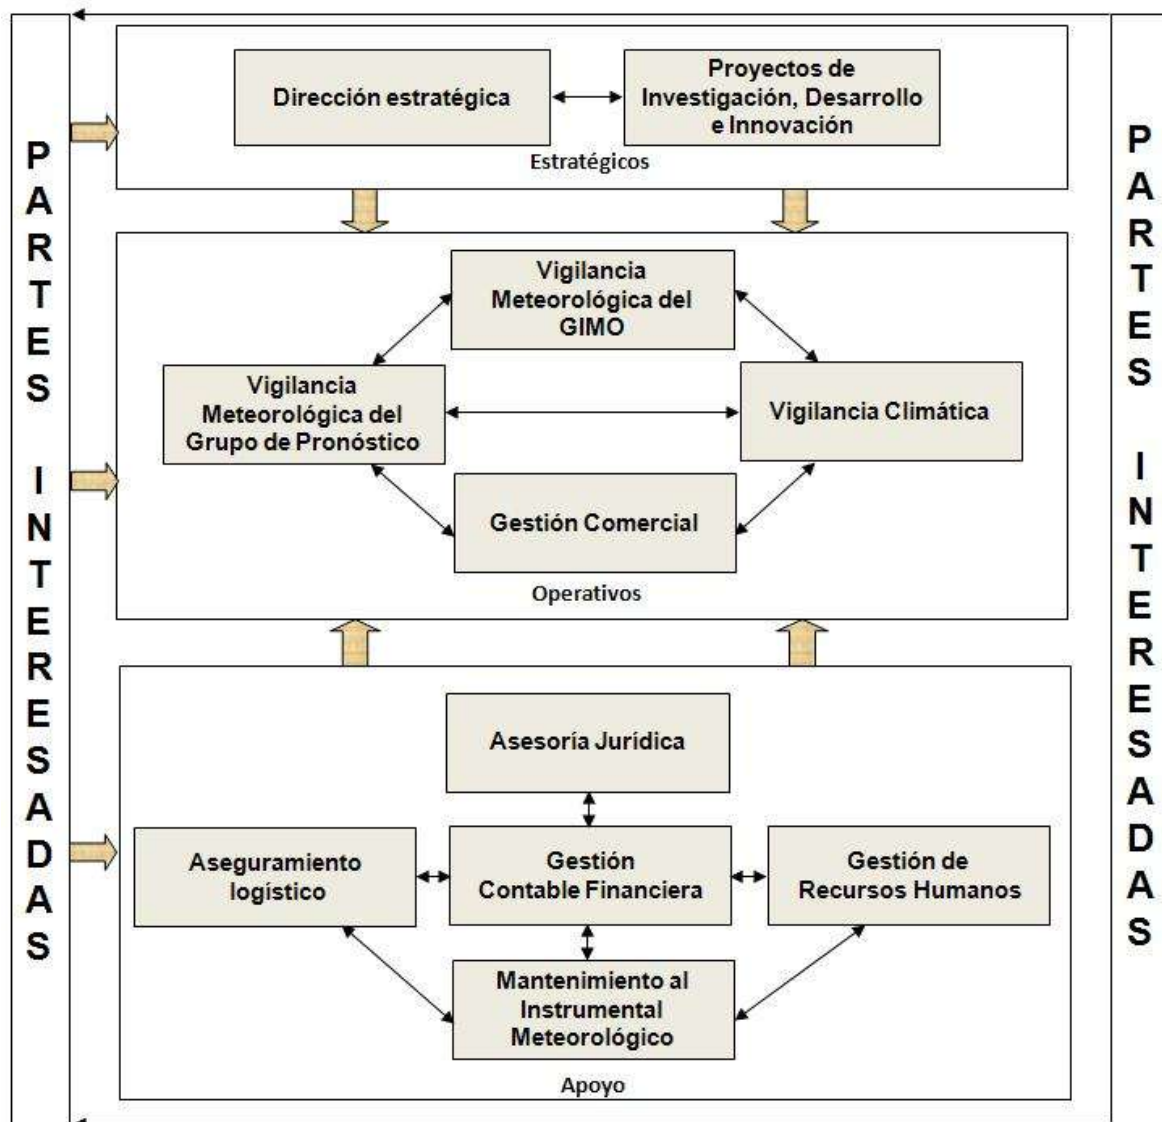 PARTES INTERESADAS
Dirección estratégica
Proyectos de
Investigación, Desarrollo
e Innovación
Estratégicos
Vigilancia
Meteorológica del
GIMO
Vigilancia
Meteorológica del
Grupo de Pronóstico
Vigilancia Climática
Gestión Comercial
Operativos
Asesoría Jurídica
Aseguramiento
logístico
Gestión
Contable Financiera
Gestión de
Recursos Humanos
Mantenimiento al
Instrumental
Meteorológico
Apoyo
PARTES INTERESADAS